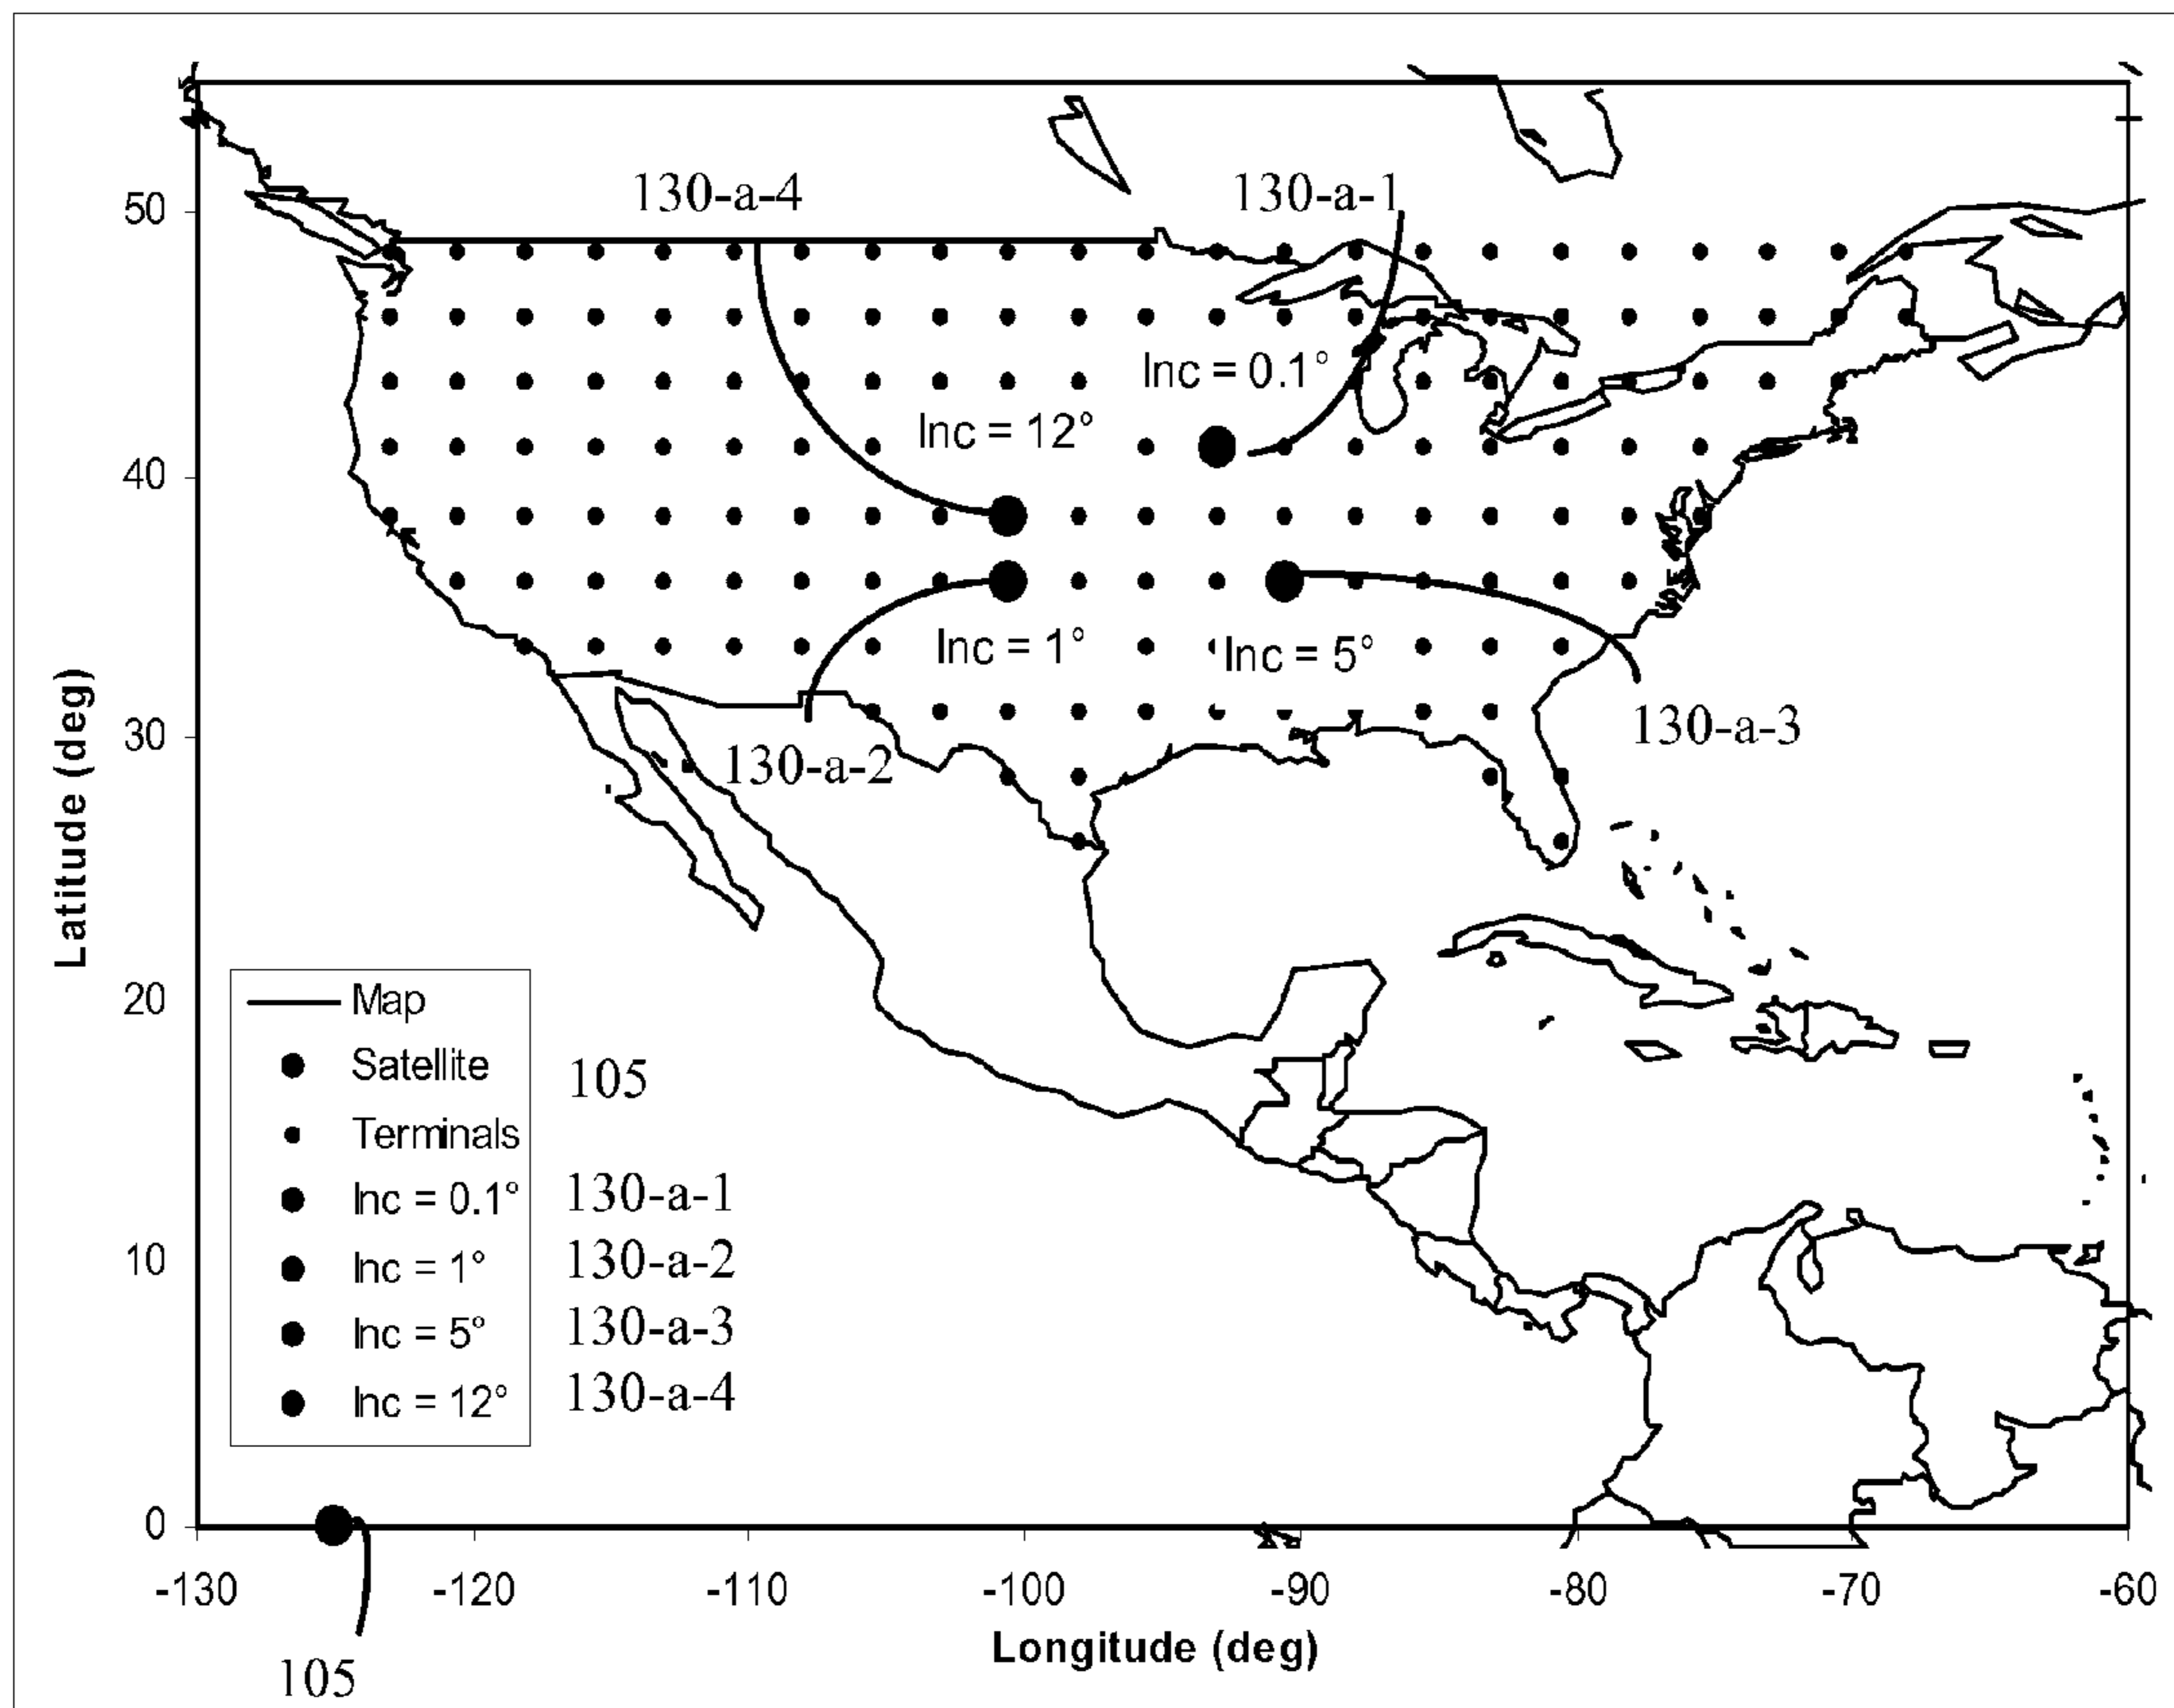 130-a-4
130-a-1
50
Inc = 0.1°
Inc = 12°
40
Inc = 1°
Inc = 5°
130-a-3
30
130-a-2
Latitude (deg)
20
Map
Satellite 105
Terminals
Inc = 0.1° 130-a-1
10
Inc = 1° 130-a-2
Inc = 5° 130-a-3
Inc = 12° 130-a-4
0
-130 -120 -110 -100 -90 -80 -70 -60
Longitude (deg)
105